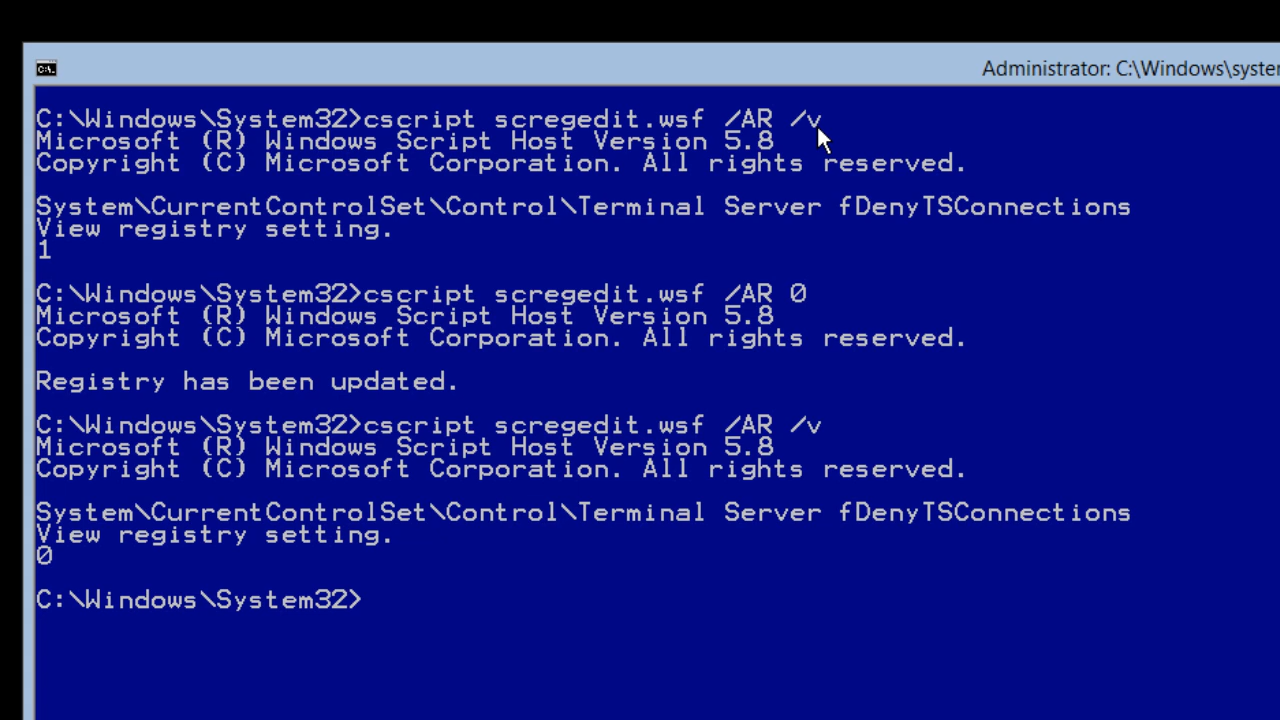 Administrator: C:\Windows\system
C:\Windows\System32>cscript scregedit.wsf /AR /v
Microsoft (R) Windows Script Host Version 5.8
Copyright (C) Microsoft Corporation. All rights reserved.
System\CurrentControlSet\Control\Terminal Server fDenyTSConnections
View registry setting.
1
C:\Windows\System32>cscript scregedit.wsf /AR 0
Microsoft (R) Windows Script Host Version 5.8
Copyright (C) Microsoft Corporation. All rights reserved.
Registry has been updated.
C:\Windows\System32>cscript scregedit.wsf /AR /v
Microsoft (R) Windows Script Host Version 5.8
Copyright (C) Microsoft Corporation. All rights reserved.
System\CurrentControlSet\Control\Terminal Server fDenyTSConnections
View registry setting.
0
C:\Windows\System32>